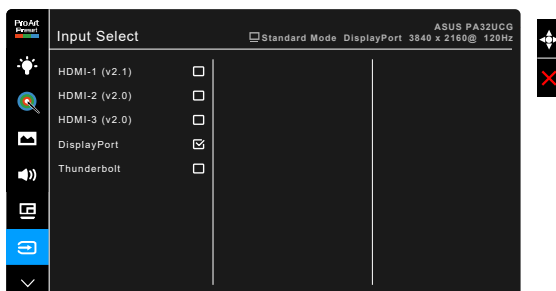 ProArt
Preset
Input Select
ASUS PA32UCG
Standard Mode DisplayPort 3840 x 2160@ 120Hz
HDMI-1 (v2.1)
HDMI-2 (v2.0)
HDMI-3 (v2.0)
DisplayPort
Thunderbolt